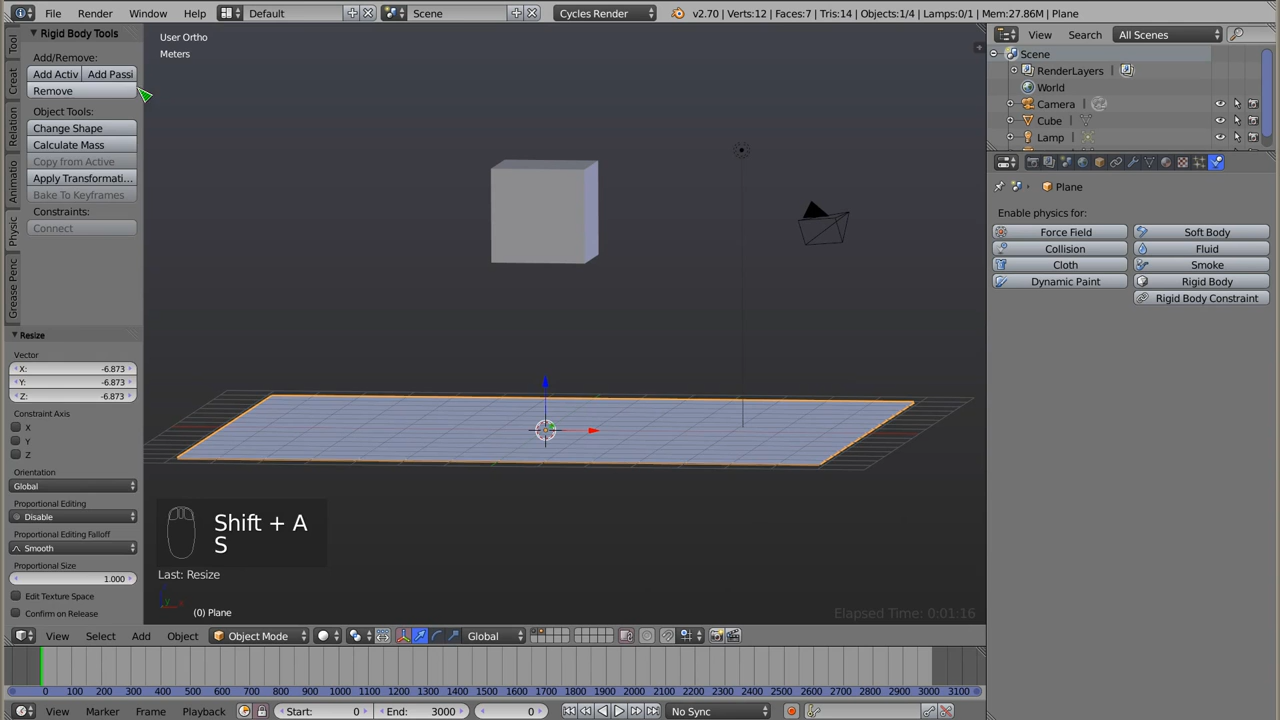 File Render Window Help Default Scene Cycles Render v2.70 | Verts:12 | Faces:7 | Tris:14 | Objects:1/4 | Lamps:0/1 | Mem:27.86M | Plane
Rigid Body Tools
Add/Remove:
Add Activ Add Passi
Remove
Object Tools:
Change Shape
Calculate Mass
Copy from Active
Apply Transformati...
Bake To Keyframes
Constraints:
Connect
Tool
Creat
Relation
Animatio
Physic
Grease Penc
Resize
Vector
X: -6.873
Y: -6.873
Z: -6.873
Constraint Axis
X
Y
Z
Orientation
Global
Proportional Editing
Disable
Proportional Editing Falloff
Smooth
Proportional Size
1.000
Edit Texture Space
Confirm on Release
User Ortho
Meters
Shift + A
S
Last: Resize
(0) Plane
Elapsed Time: 0:01:16
View Select Add Object Object Mode Global
View Search All Scenes
Scene
RenderLayers
World
Camera
Cube
Lamp
Plane
Enable physics for:
Force Field Soft Body
Collision Fluid
Cloth Smoke
Dynamic Paint Rigid Body
Rigid Body Constraint
0 100 200 300 400 500 600 700 800 900 1000 1100 1200 1300 1400 1500 1600 1700 1800 1900 2000 2100 2200 2300 2400 2500 2600 2700 2800 2900 3000 3100
View Marker Frame Playback Start: 0 End: 3000 0 No Sync